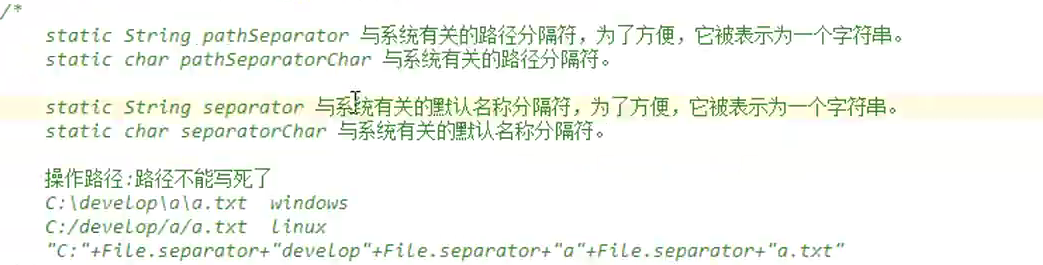 /*
static String pathSeparator 与系统有关的路径分隔符，为了方便，它被表示为一个字符串。
static char pathSeparatorChar 与系统有关的路径分隔符。
static String separator 与系统有关的默认名称分隔符，为了方便，它被表示为一个字符串。
static char separatorChar 与系统有关的默认名称分隔符。
操作路径:路径不能写死了
C:\develop\a\a.txt  windows
C:/develop/a/a.txt  linux
"C:"+File.separator+"develop"+File.separator+"a"+File.separator+"a.txt"